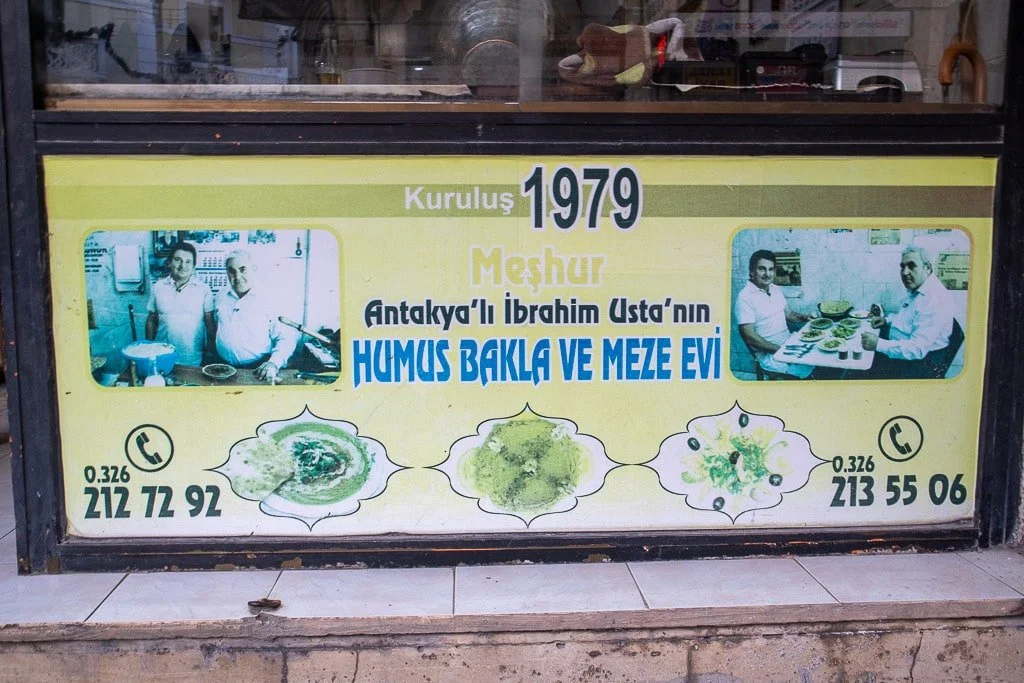 Kuruluş 1979
Meşhur
Antakya'lı İbrahim Usta'nın
HUMUS BAKLA VE MEZE EVİ
0.326
212 72 92
0.326
213 55 06